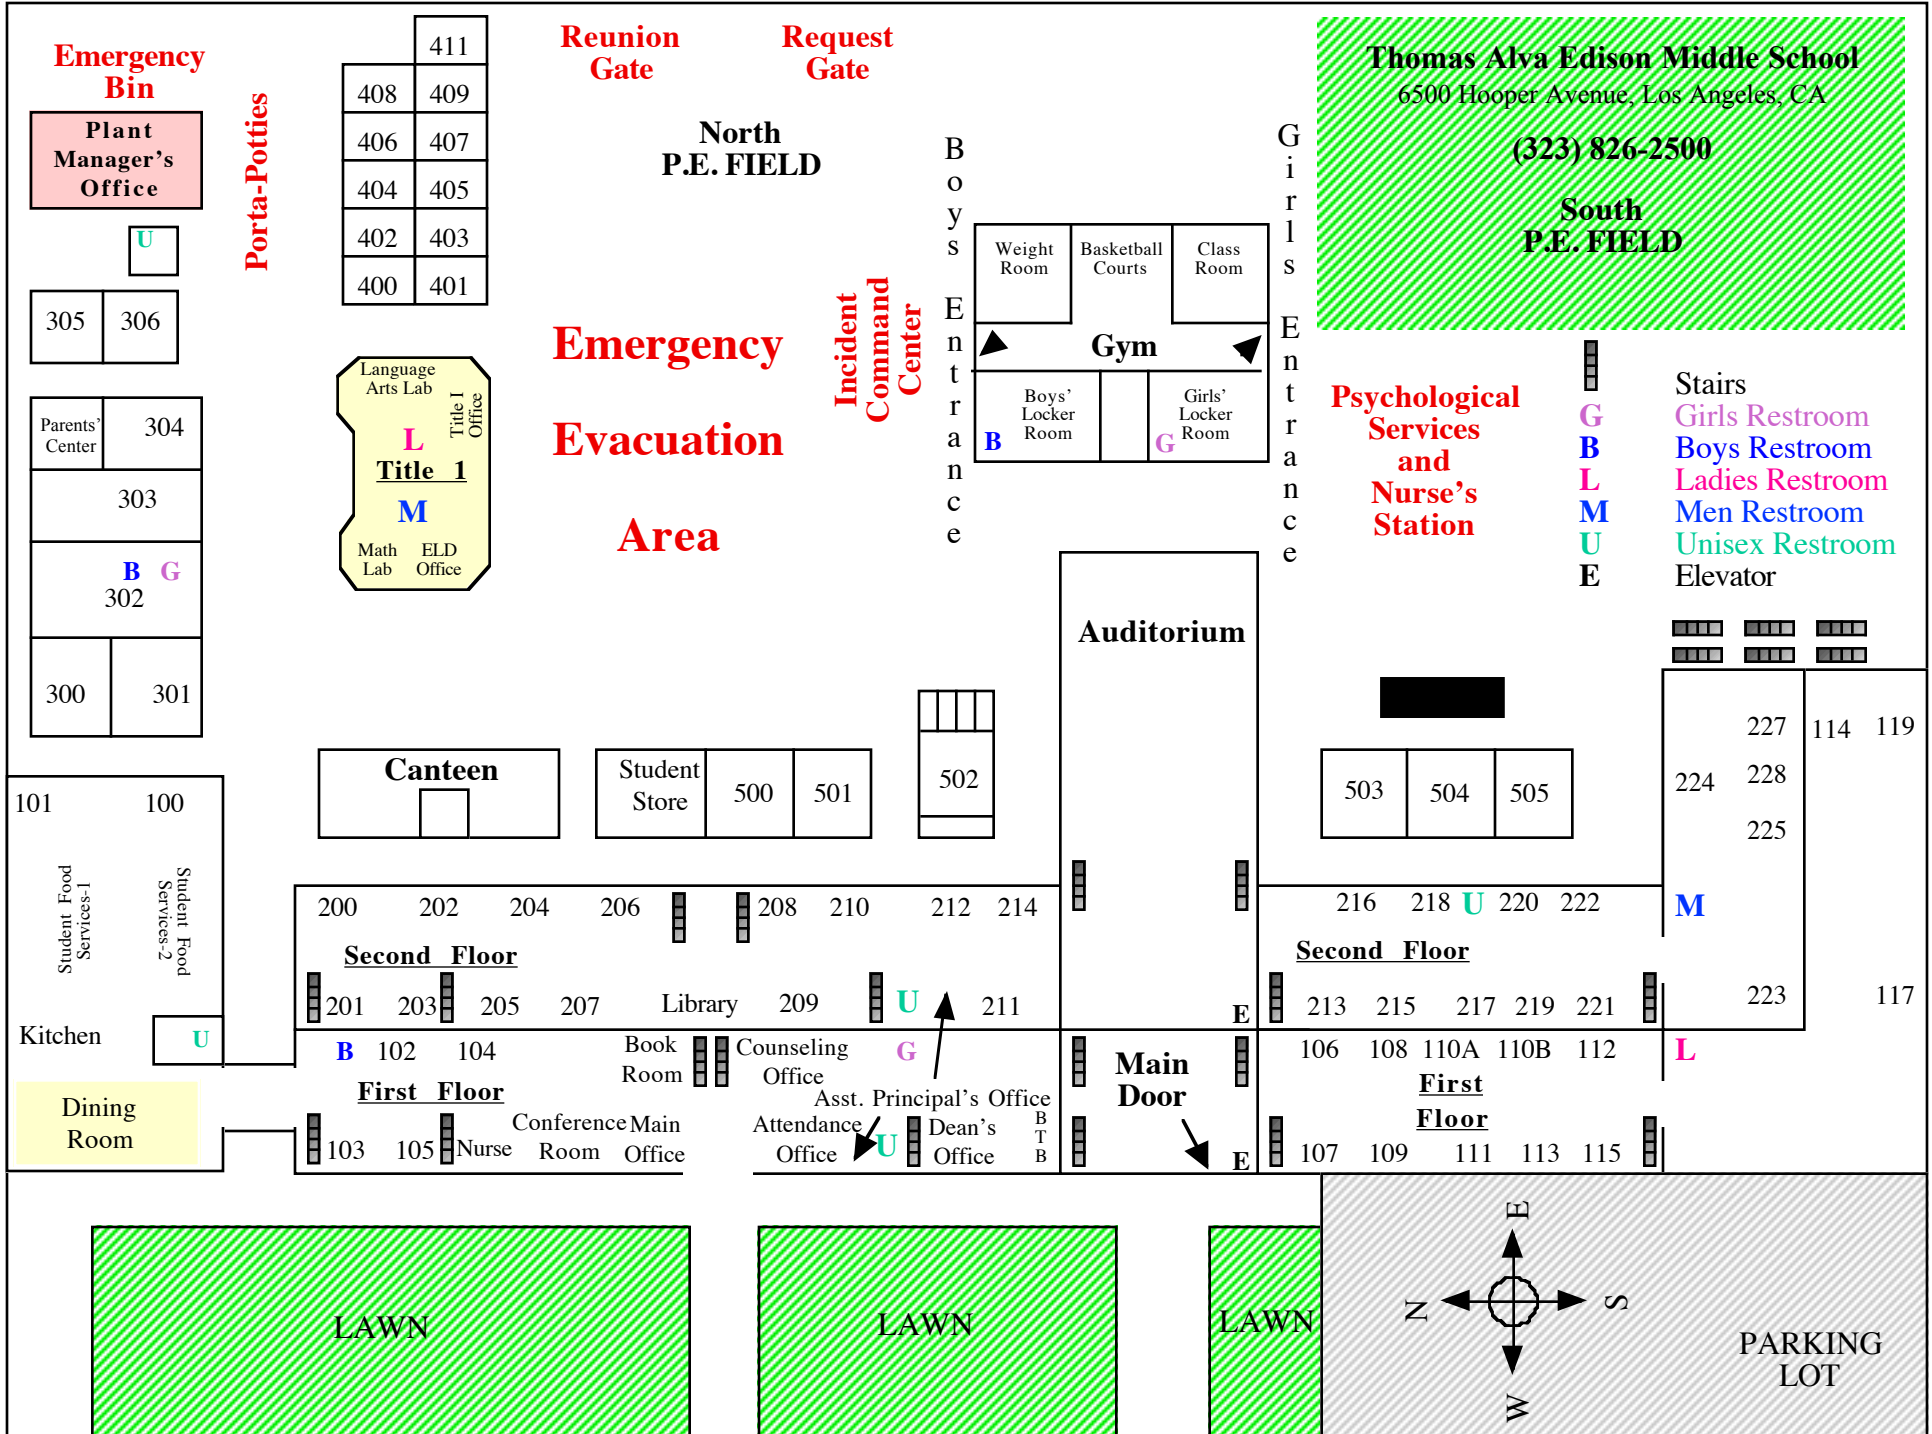 Emergency
Bin
Plant
Manager's
Office
U
Porta-Potties
305
306
Parents'
Center
304
303
B G
302
300
301
411
408
409
406
407
404
405
402
403
400
401
Language
Arts Lab
Title I
Office
L
Title 1
M
Math
Lab
ELD
Office
Reunion
Gate
Request
Gate
North
P.E. FIELD
Emergency
Evacuation
Area
Incident
Command
Center
Boys Entrance
Weight
Room
Basketball
Courts
Class
Room
Gym
Boys'
Locker
Room
B
Girls'
Locker
Room
G
Girls Entrance
Thomas Alva Edison Middle School
6500 Hooper Avenue, Los Angeles, CA
(323) 826-2500
South
P.E. FIELD
Psychological
Services
and
Nurse's
Station
Stairs
G Girls Restroom
B Boys Restroom
L Ladies Restroom
M Men Restroom
U Unisex Restroom
E Elevator
Auditorium
Canteen
Student
Store
500
501
502
503
504
505
227
114
119
224
228
225
M
223
117
L
101
100
Student Food
Services-1
Student Food
Services-2
Kitchen
U
Dining
Room
200 202 204 206 208 210 212 214
Second Floor
201 203 205 207 Library 209 U 211
E
216 218 U 220 222
Second Floor
213 215 217 219 221
B 102 104
Book
Room
Counseling
Office
G
First Floor
Asst. Principal's Office
103 105 Nurse
Conference
Room
Main
Office
Attendance
Office
U
Dean's
Office
B
T
B
Main
Door
E
106 108 110A 110B 112
First
Floor
107 109 111 113 115
LAWN
LAWN
LAWN
E
N
S
W
PARKING
LOT